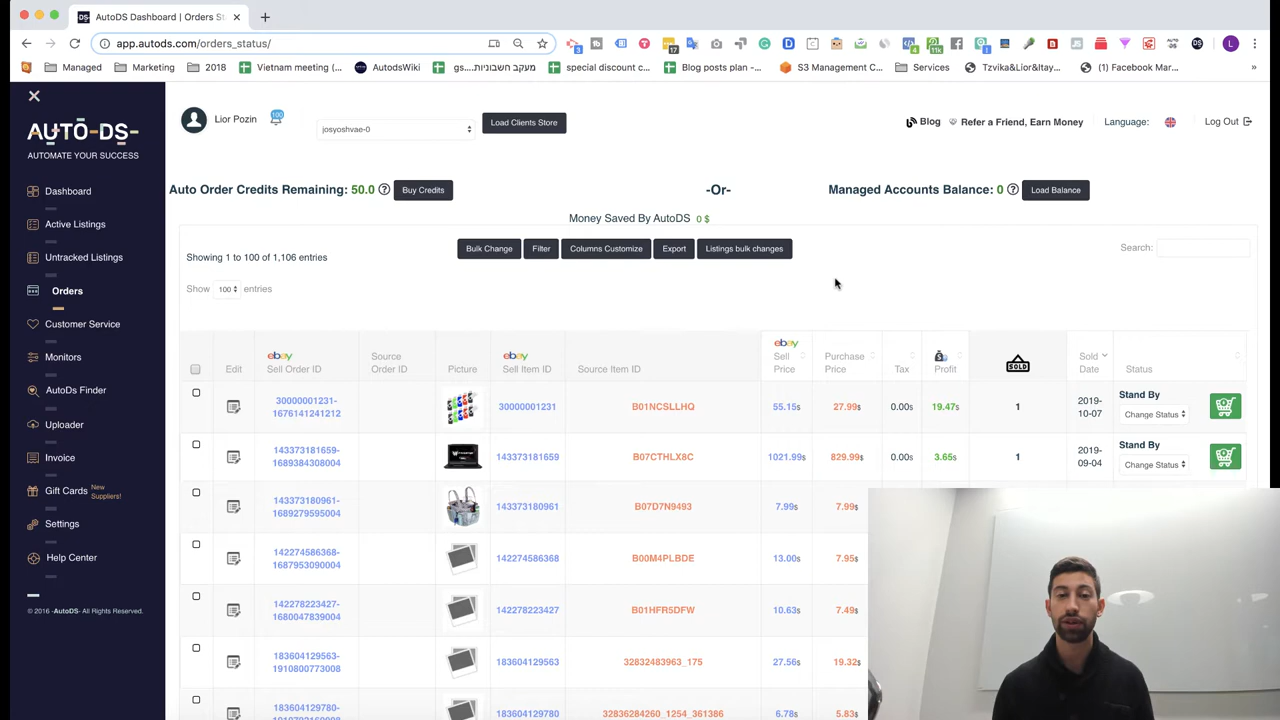 AutoDS Dashboard | Orders St
app.autods.com/orders_status/
Managed Marketing 2018 Vietnam meeting (... AutodsWiki gs...מעקב חשבוניות special discount c... Blog posts plan -... S3 Management C... Services Tzvika&Lior&Itay... (1) Facebook Mar... »
AUTO-DS-
AUTOMATE YOUR SUCCESS
Dashboard
Active Listings
Untracked Listings
Orders
Customer Service
Monitors
AutoDs Finder
Uploader
Invoice
Gift Cards New Suppliers!
Settings
Help Center
© 2016 -AutoDS- All Rights Reserved.
Lior Pozin 100 josyoshvae-0 Load Clients Store Blog Refer a Friend, Earn Money Language: Log Out
Auto Order Credits Remaining: 50.0 Buy Credits -Or- Managed Accounts Balance: 0 Load Balance
Money Saved By AutoDS 0 $
Bulk Change Filter Columns Customize Export Listings bulk changes
Search:
Showing 1 to 100 of 1,106 entries
Show 100 entries
Edit ebay Sell Order ID Source Order ID Picture ebay Sell Item ID Source Item ID ebay Sell Price Purchase Price Tax Profit SOLD Sold Date Status
30000001231-1676141241212 30000001231 B01NCSLLHQ 55.15$ 27.99$ 0.00$ 19.47$ 1 2019-10-07 Stand By Change Status
143373181659-1689384308004 143373181659 B07CTHLX8C 1021.99$ 829.99$ 0.00$ 3.65$ 1 2019-09-04 Stand By Change Status
143373180961-1689279595004 143373180961 B07D7N9493 7.99$ 7.99$
142274586368-1687953090004 142274586368 B00M4PLBDE 13.00$ 7.95$
142278223427-1680047839004 142278223427 B01HFR5DFW 10.63$ 7.49$
183604129563-1910800773008 183604129563 32832483963_175 27.56$ 19.32$
183604129780- 183604129780 32836284260_1254_361386 6.78$ 5.83$